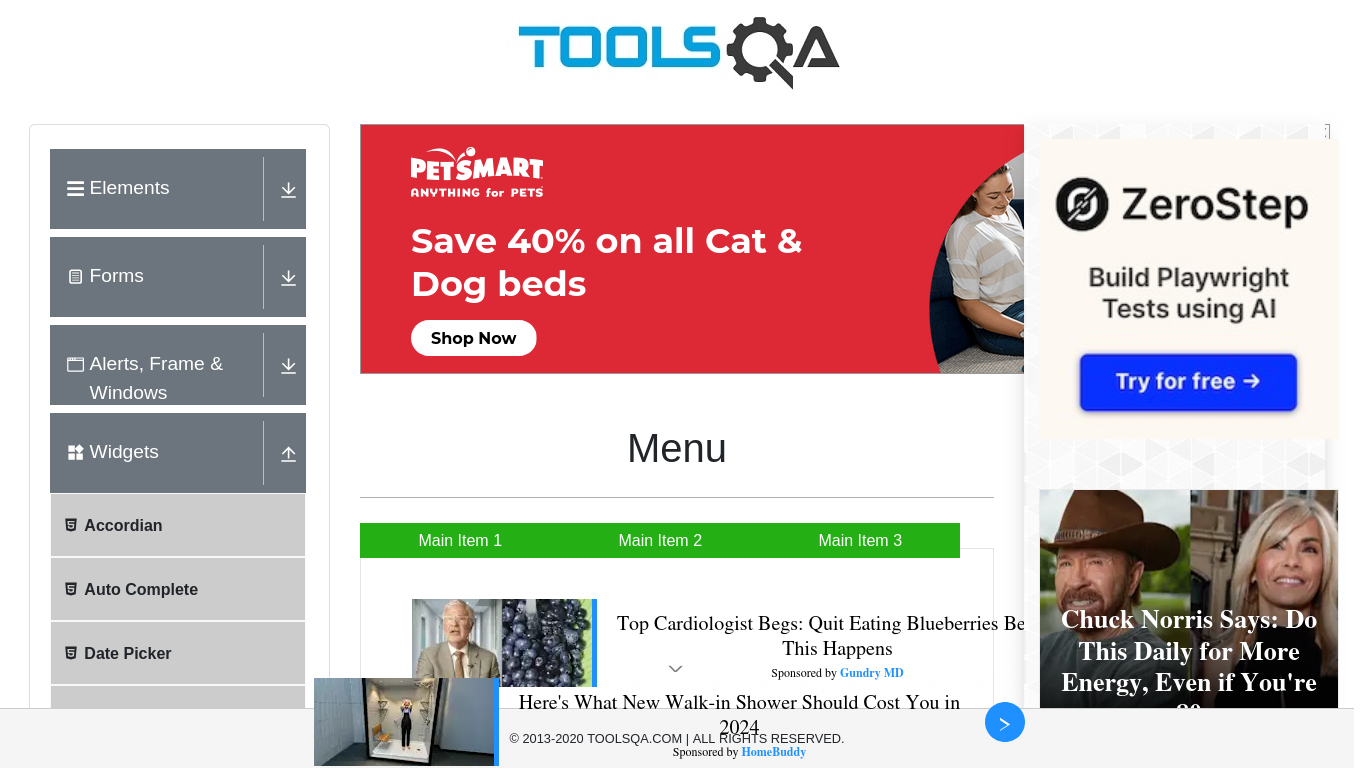 TOOLSQA
Elements
Forms
Alerts, Frame &
Windows
Widgets
Accordian
Auto Complete
Date Picker
PETSMART
ANYTHING for PETS
Save 40% on all Cat &
Dog beds
Shop Now
Menu
Main Item 1
Main Item 2
Main Item 3
Top Cardiologist Begs: Quit Eating Blueberries Be
This Happens
Sponsored by Gundry MD
Here's What New Walk-in Shower Should Cost You in
2024
Sponsored by HomeBuddy
© 2013-2020 TOOLSQA.COM | ALL RIGHTS RESERVED.
ZeroStep
Build Playwright
Tests using AI
Try for free →
Chuck Norris Says: Do
This Daily for More
Energy, Even if You're